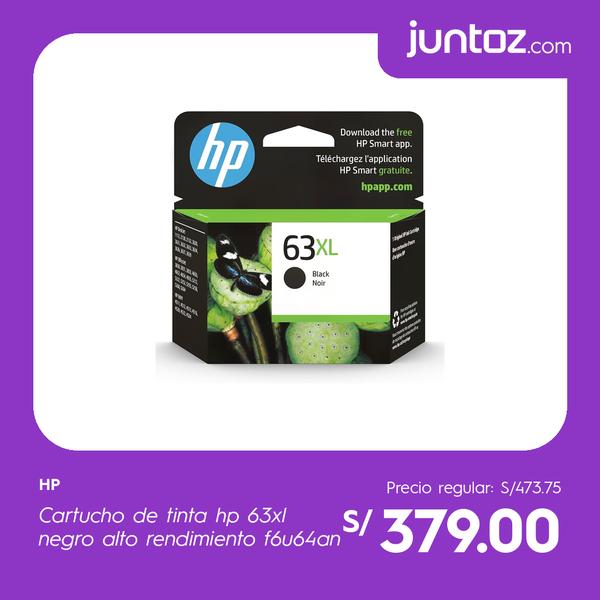 juntoz.com
hp
Download the free
HP Smart app.
Téléchargez l'application
HP Smart gratuite.
hpapp.com
63XL
Black
Noir
HP
Cartucho de tinta hp 63xl
negro alto rendimiento f6u64an
Precio regular: S/473.75
S/ 379.00